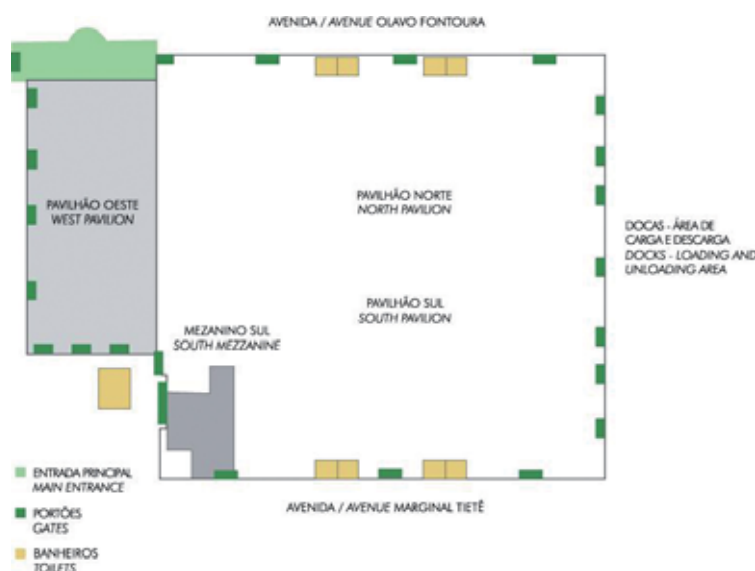 AVENIDA / AVENUE OLAVO FONTOURA
PAVILHÃO OESTE
WEST PAVILION
PAVILHÃO NORTE
NORTH PAVILION
DOCAS - ÁREA DE
CARGA E DESCARGA
DOCKS - LOADING AND
UNLOADING AREA
PAVILHÃO SUL
SOUTH PAVILION
MEZANINO SUL
SOUTH MEZZANINE
ENTRADA PRINCIPAL
MAIN ENTRANCE
PORTÕES
GATES
BANHEIROS
TOILETS
AVENIDA / AVENUE MARGINAL TIETÊ